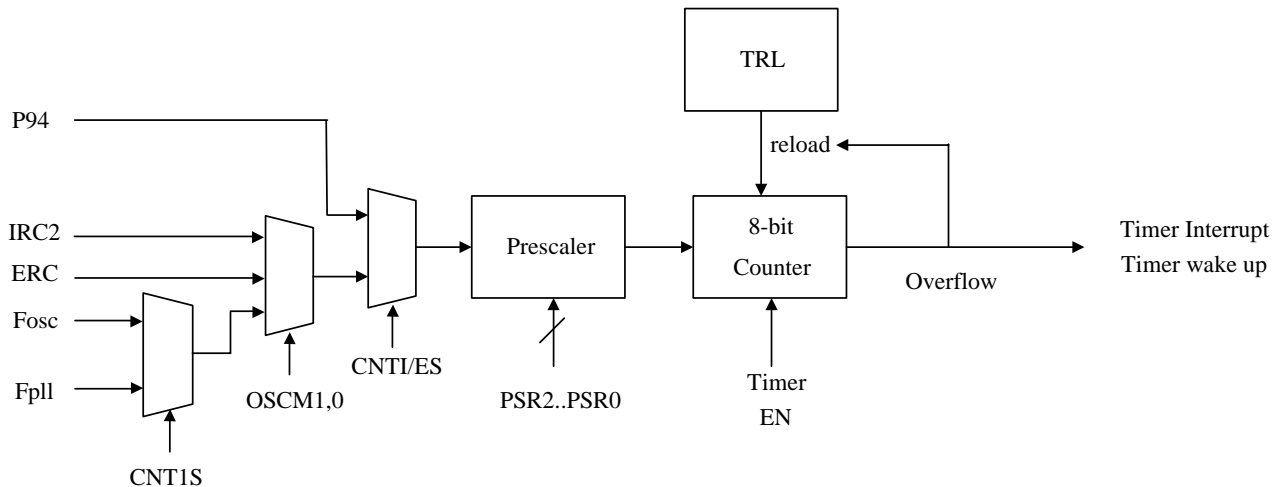 TRL
P94
reload
IRC2
ERC
Fosc
Fpll
Prescaler
8-bit
Counter
Overflow
Timer Interrupt
Timer wake up
CNTI/ES
OSCM1,0
PSR2..PSR0
Timer
EN
CNT1S